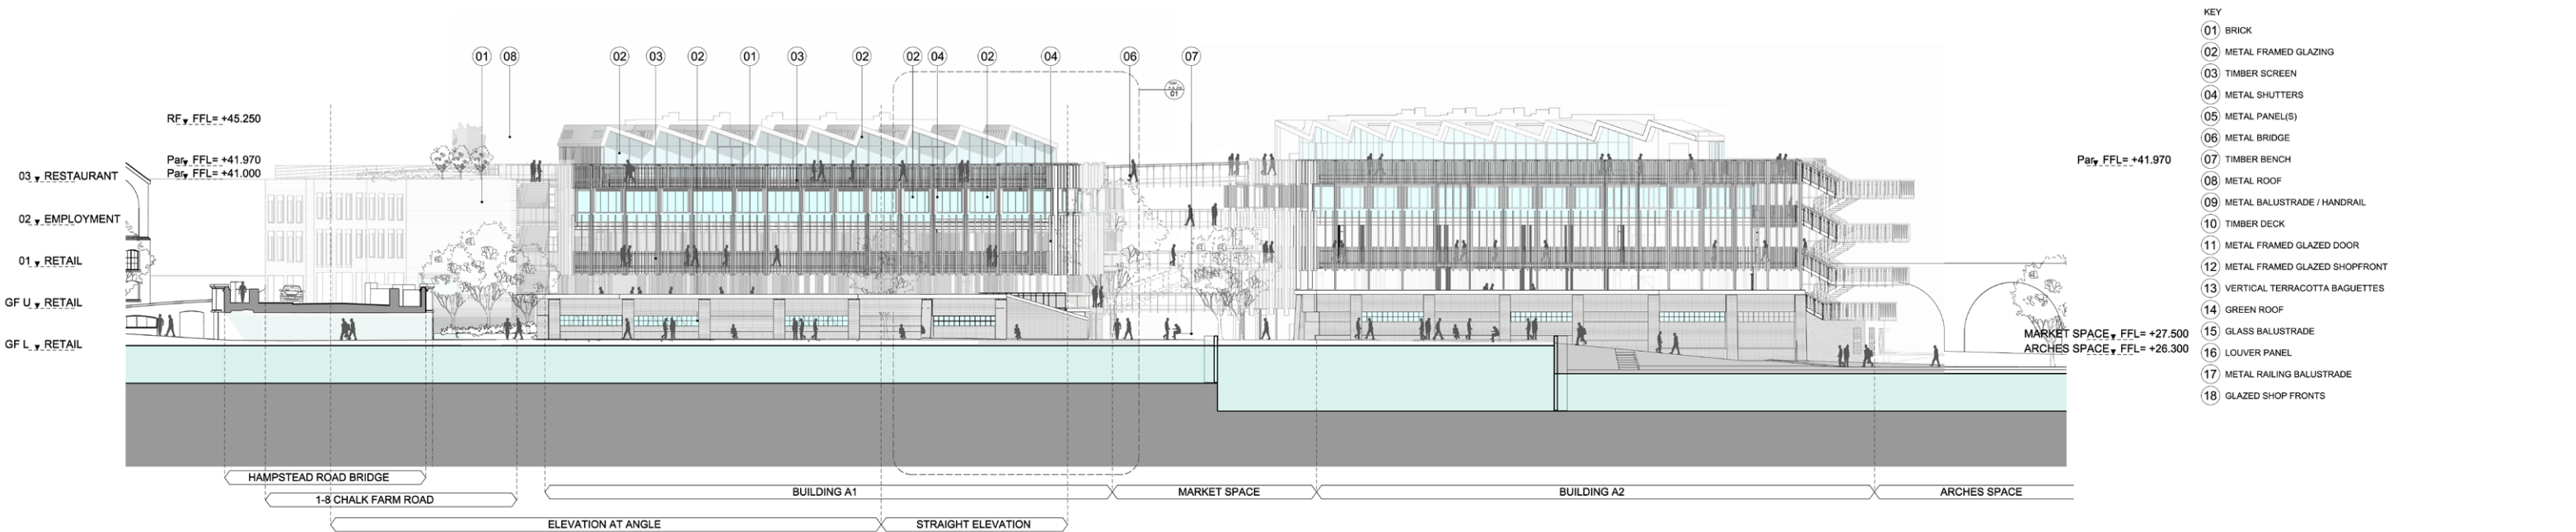 KEY
01 BRICK
02 METAL FRAMED GLAZING
03 TIMBER SCREEN
04 METAL SHUTTERS
05 METAL PANEL(S)
06 METAL BRIDGE
07 TIMBER BENCH
08 METAL ROOF
09 METAL BALUSTRADE / HANDRAIL
10 TIMBER DECK
11 METAL FRAMED GLAZED DOOR
12 METAL FRAMED GLAZED SHOPFRONT
13 VERTICAL TERRACOTTA BAGUETTES
14 GREEN ROOF
15 GLASS BALUSTRADE
16 LOUVER PANEL
17 METAL RAILING BALUSTRADE
18 GLAZED SHOP FRONTS
01 08 02 03 02 01 03 02 02 04 02 04 06 07
01
RF FFL= +45.250
Par FFL= +41.970
Par FFL= +41.000
03 RESTAURANT
02 EMPLOYMENT
01 RETAIL
GF U RETAIL
GF L RETAIL
Par FFL= +41.970
MARKET SPACE FFL= +27.500
ARCHES SPACE FFL= +26.300
HAMPSTEAD ROAD BRIDGE
1-8 CHALK FARM ROAD
BUILDING A1
MARKET SPACE
BUILDING A2
ARCHES SPACE
ELEVATION AT ANGLE
STRAIGHT ELEVATION